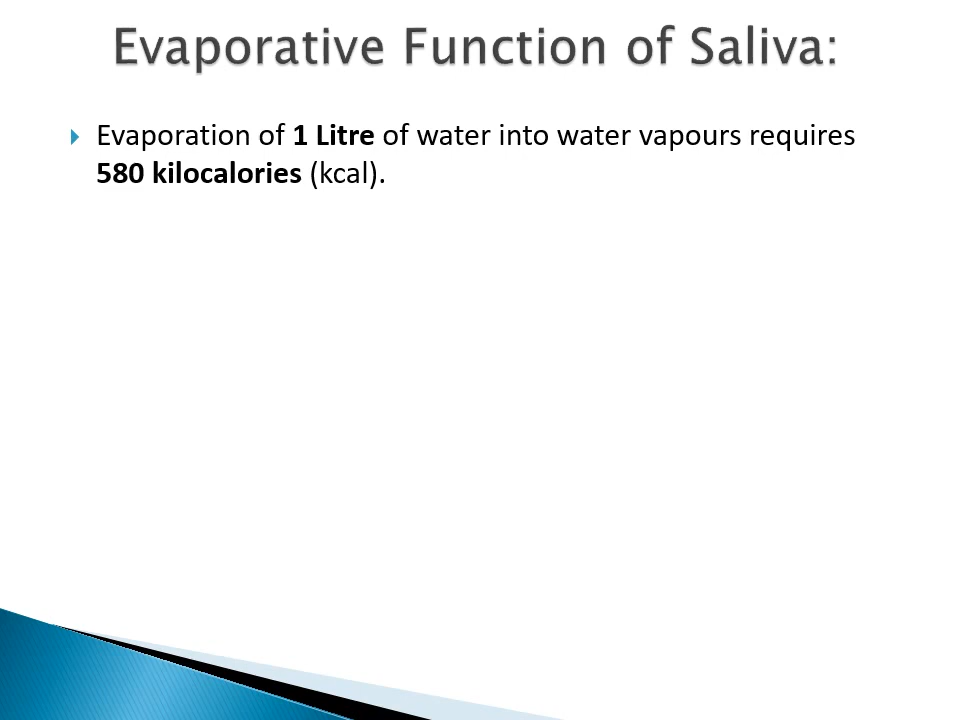 Evaporative Function of Saliva:
Evaporation of 1 Litre of water into water vapours requires
580 kilocalories (kcal).